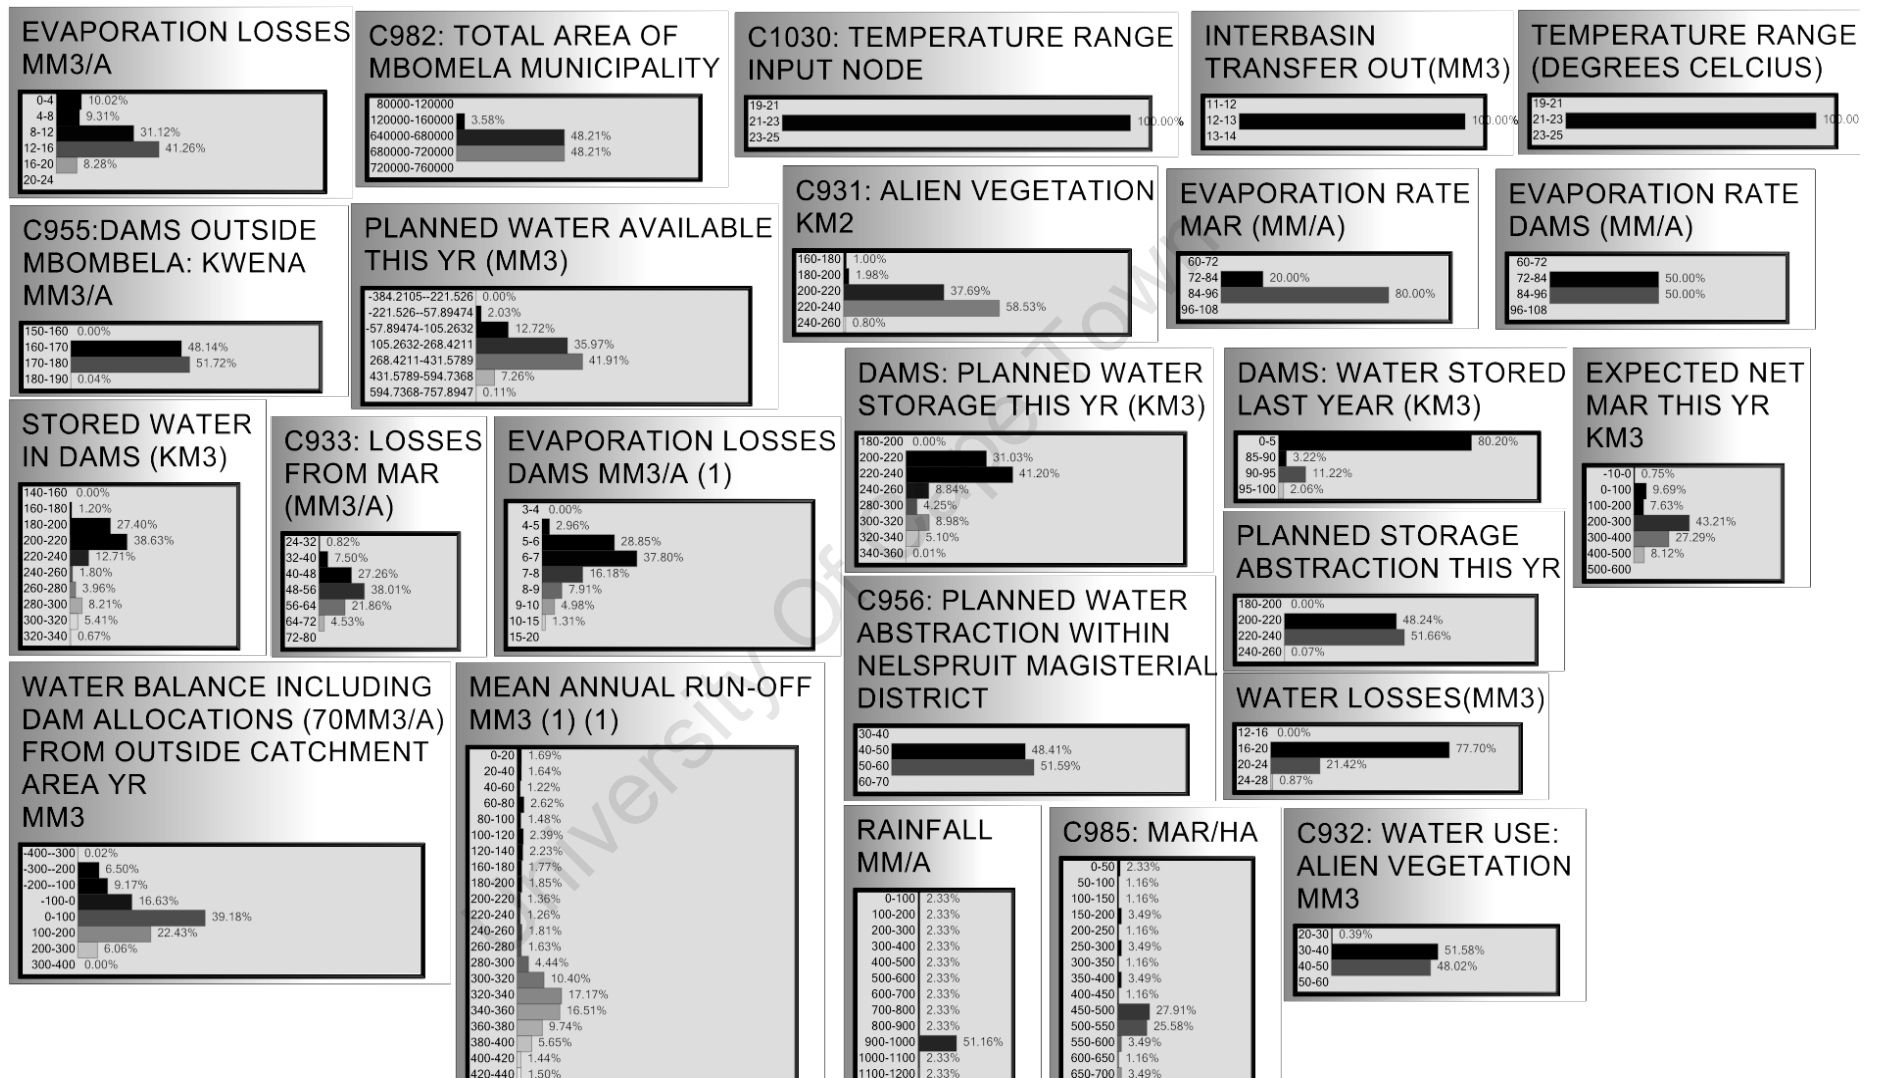 EVAPORATION LOSSES
MM3/A
0-4 10.02%
4-8 9.31%
8-12 31.12%
12-16 41.26%
16-20 8.28%
20-24
C982: TOTAL AREA OF
MBOMELA MUNICIPALITY
80000-120000
120000-160000 3.58%
640000-680000 48.21%
680000-720000 48.21%
720000-760000
C1030: TEMPERATURE RANGE
INPUT NODE
19-21
21-23 100.00%
23-25
INTERBASIN
TRANSFER OUT(MM3)
11-12
12-13 100.00%
13-14
TEMPERATURE RANGE
(DEGREES CELCIUS)
19-21
21-23 100.00
23-25
C955:DAMS OUTSIDE
MBOMBELA: KWENA
MM3/A
150-160 0.00%
160-170 48.14%
170-180 51.72%
180-190 0.04%
PLANNED WATER AVAILABLE
THIS YR (MM3)
-384.2105--221.526 0.00%
-221.526--57.89474 2.03%
-57.89474-105.2632 12.72%
105.2632-268.4211 35.97%
268.4211-431.5789 41.91%
431.5789-594.7368 7.26%
594.7368-757.8947 0.11%
C931: ALIEN VEGETATION
KM2
160-180 1.00%
180-200 1.98%
200-220 37.69%
220-240 58.53%
240-260 0.80%
EVAPORATION RATE
MAR (MM/A)
60-72
72-84 20.00%
84-96 80.00%
96-108
EVAPORATION RATE
DAMS (MM/A)
60-72
72-84 50.00%
84-96 50.00%
96-108
STORED WATER
IN DAMS (KM3)
140-160 0.00%
160-180 1.20%
180-200 27.40%
200-220 38.63%
220-240 12.71%
240-260 1.80%
260-280 3.96%
280-300 8.21%
300-320 5.41%
320-340 0.67%
C933: LOSSES
FROM MAR
(MM3/A)
24-32 0.82%
32-40 7.50%
40-48 27.26%
48-56 38.01%
56-64 21.86%
64-72 4.53%
72-80
EVAPORATION LOSSES
DAMS MM3/A (1)
3-4 0.00%
4-5 2.96%
5-6 28.85%
6-7 37.80%
7-8 16.18%
8-9 7.91%
9-10 4.98%
10-15 1.31%
15-20
DAMS: PLANNED WATER
STORAGE THIS YR (KM3)
180-200 0.00%
200-220 31.03%
220-240 41.20%
240-260 8.84%
280-300 4.25%
300-320 8.98%
320-340 5.10%
340-360 0.01%
DAMS: WATER STORED
LAST YEAR (KM3)
0-5 80.20%
85-90 3.22%
90-95 11.22%
95-100 2.06%
EXPECTED NET
MAR THIS YR
KM3
-10-0 0.75%
0-100 9.69%
100-200 7.63%
200-300 43.21%
300-400 27.29%
400-500 8.12%
500-600
PLANNED STORAGE
ABSTRACTION THIS YR
180-200 0.00%
200-220 48.24%
220-240 51.66%
240-260 0.07%
C956: PLANNED WATER
ABSTRACTION WITHIN
NELSPRUIT MAGISTERIAL
DISTRICT
30-40
40-50 48.41%
50-60 51.59%
60-70
WATER LOSSES(MM3)
12-16 0.00%
16-20 77.70%
20-24 21.42%
24-28 0.87%
WATER BALANCE INCLUDING
DAM ALLOCATIONS (70MM3/A)
FROM OUTSIDE CATCHMENT
AREA YR
MM3
-400--300 0.02%
-300--200 6.50%
-200--100 9.17%
-100-0 16.63%
0-100 39.18%
100-200 22.43%
200-300 6.06%
300-400 0.00%
MEAN ANNUAL RUN-OFF
MM3 (1) (1)
0-20 1.69%
20-40 1.64%
40-60 1.22%
60-80 2.62%
80-100 1.48%
100-120 2.39%
120-140 2.23%
160-180 1.77%
180-200 1.85%
200-220 1.36%
220-240 1.26%
240-260 1.81%
260-280 1.63%
280-300 4.44%
300-320 10.40%
320-340 17.17%
340-360 16.51%
360-380 9.74%
380-400 5.65%
400-420 1.44%
420-440 1.50%
RAINFALL
MM/A
0-100 2.33%
100-200 2.33%
200-300 2.33%
300-400 2.33%
400-500 2.33%
500-600 2.33%
600-700 2.33%
700-800 2.33%
800-900 2.33%
900-1000 51.16%
1000-1100 2.33%
1100-1200 2.33%
C985: MAR/HA
0-50 2.33%
50-100 1.16%
100-150 1.16%
150-200 3.49%
200-250 1.16%
250-300 3.49%
300-350 1.16%
350-400 3.49%
400-450 1.16%
450-500 27.91%
500-550 25.58%
550-600 3.49%
600-650 1.16%
650-700 3.49%
C932: WATER USE:
ALIEN VEGETATION
MM3
20-30 0.39%
30-40 51.58%
40-50 48.02%
50-60
University Of Cape Town